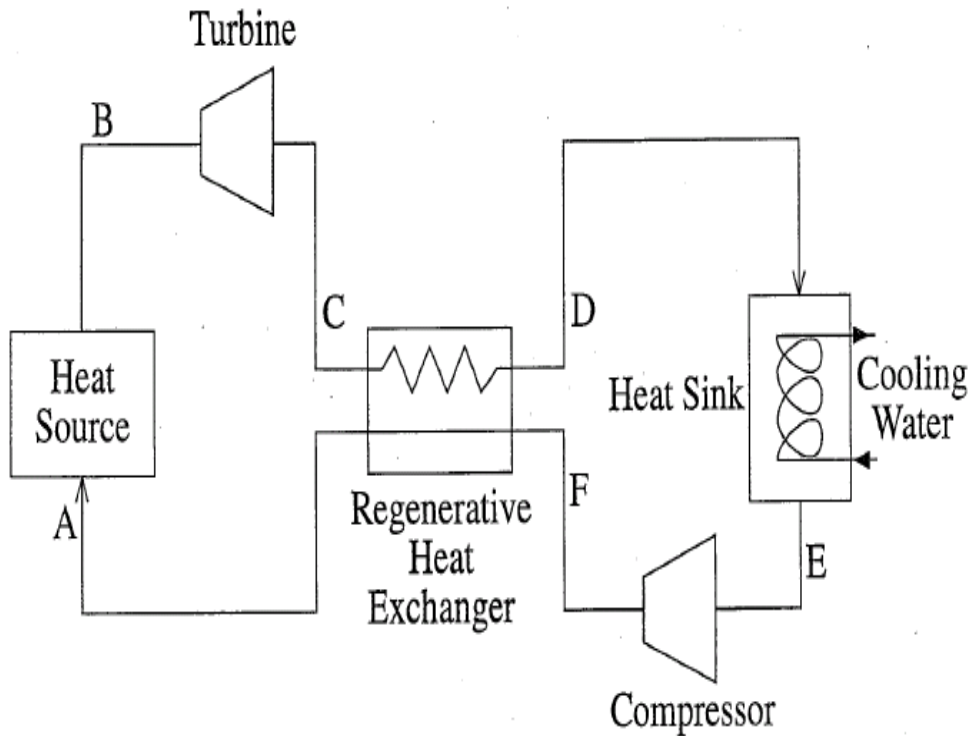 Turbine
B
C
D
Heat
Source
Heat Sink
Cooling
Water
A
F
Regenerative
Heat
Exchanger
E
Compressor